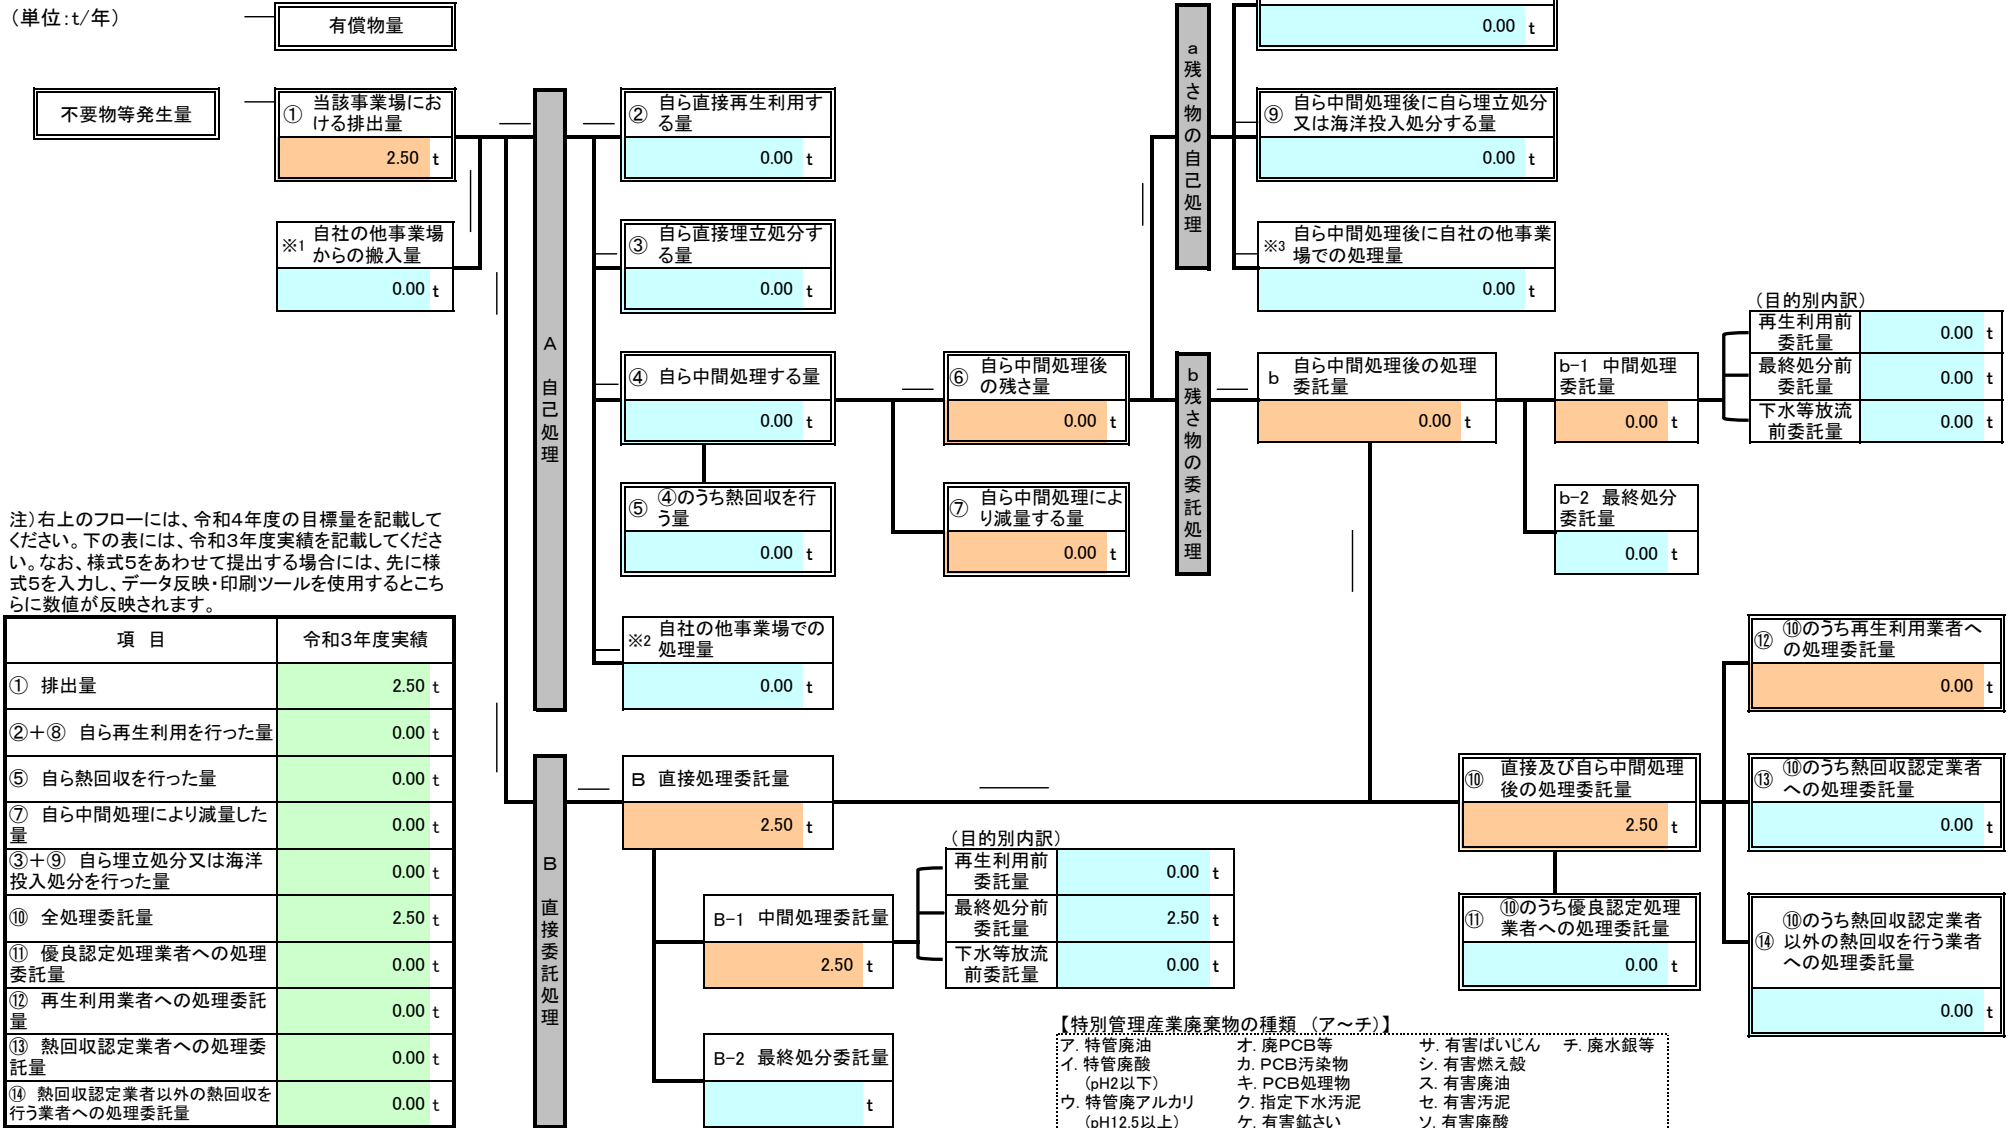 （単位:t/年）
有償物量
不要物等発生量
① 当該事業場にお
ける排出量
2.50 t
※1 自社の他事業場
からの搬入量
0.00 t
A 自己処理
② 自ら直接再生利用す
る量
0.00 t
③ 自ら直接埋立処分す
る量
0.00 t
④ 自ら中間処理する量
0.00 t
⑤ ④のうち熱回収を行
う量
0.00 t
※2 自社の他事業場での
処理量
0.00 t
⑥ 自ら中間処理後
の残さ量
0.00 t
⑦ 自ら中間処理によ
り減量する量
0.00 t
a 残さ物の自己処理
0.00 t
⑨ 自ら中間処理後に自ら埋立処分
又は海洋投入処分する量
0.00 t
※3 自ら中間処理後に自社の他事業
場での処理量
0.00 t
b 残さ物の委託処理
b 自ら中間処理後の処理
委託量
0.00 t
b-1 中間処理
委託量
0.00 t
（目的別内訳）
再生利用前
委託量
0.00 t
最終処分前
委託量
0.00 t
下水等放流
前委託量
0.00 t
b-2 最終処分
委託量
0.00 t
注）右上のフローには、令和4年度の目標量を記載して
ください。下の表には、令和3年度実績を記載してくださ
い。なお、様式5をあわせて提出する場合には、先に様
式5を入力し、データ反映・印刷ツールを使用するとこち
らに数値が反映されます。
項 目 令和3年度実績
① 排出量 2.50 t
②+⑧ 自ら再生利用を行った量 0.00 t
⑤ 自ら熱回収を行った量 0.00 t
⑦ 自ら中間処理により減量した
量 0.00 t
③+⑨ 自ら埋立処分又は海洋
投入処分を行った量 0.00 t
⑩ 全処理委託量 2.50 t
⑪ 優良認定処理業者への処理
委託量 0.00 t
⑫ 再生利用業者への処理委託
量 0.00 t
⑬ 熱回収認定業者への処理委
託量 0.00 t
⑭ 熱回収認定業者以外の熱回収を
行う業者への処理委託量 0.00 t
B 直接委託処理
B 直接処理委託量
2.50 t
B-1 中間処理委託量
2.50 t
（目的別内訳）
再生利用前
委託量
0.00 t
最終処分前
委託量
2.50 t
下水等放流
前委託量
0.00 t
B-2 最終処分委託量
t
⑩ 直接及び自ら中間処理
後の処理委託量
2.50 t
⑪ ⑩のうち優良認定処理
業者への処理委託量
0.00 t
⑫ ⑩のうち再生利用業者へ
の処理委託量
0.00 t
⑬ ⑩のうち熱回収認定業者
への処理委託量
0.00 t
⑭ ⑩のうち熱回収認定業者
以外の熱回収を行う業者
への処理委託量
0.00 t
【特別管理産業廃棄物の種類 （ア～チ）】
ア. 特管廃油 オ. 廃PCB等 サ. 有害ばいじん チ. 廃水銀等
イ. 特管廃酸 カ. PCB汚染物 シ. 有害燃え殻
（pH2以下） キ. PCB処理物 ス. 有害廃油
ウ. 特管廃アルカリ ク. 指定下水汚泥 セ. 有害汚泥
（pH12.5以上） ケ. 有害鉱さい ソ. 有害廃酸